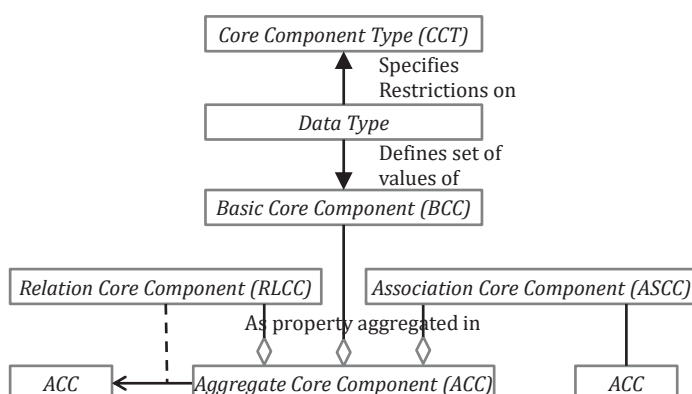 Core Component Type (CCT)
Specifies
Restrictions on
Data Type
Defines set of
values of
Basic Core Component (BCC)
Relation Core Component (RLCC)
Association Core Component (ASCC)
As property aggregated in
ACC
Aggregate Core Component (ACC)
ACC